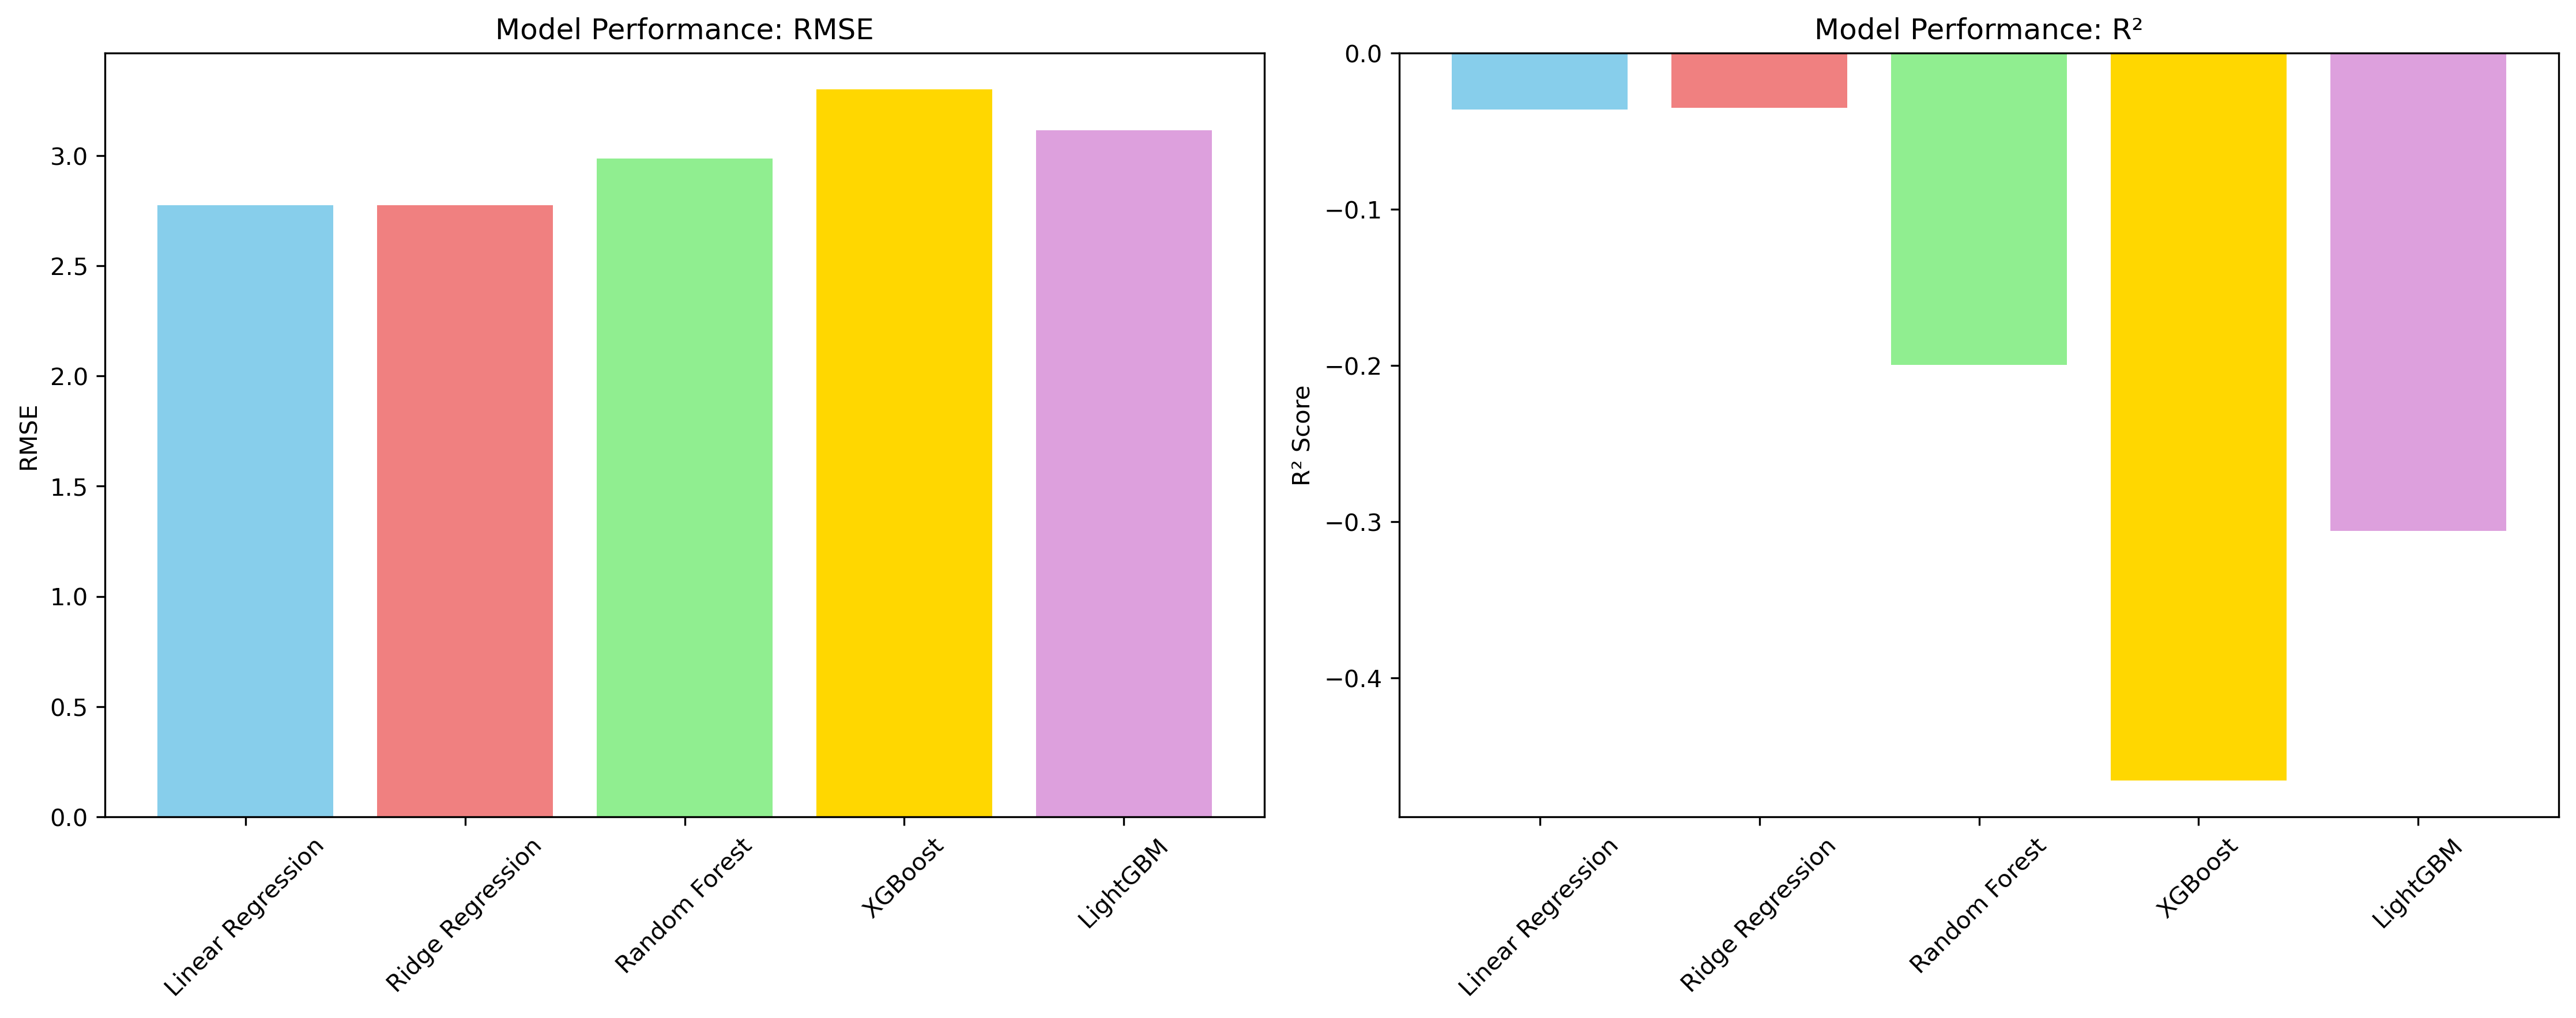 Model Performance: RMSE
RMSE
3.0
2.5
2.0
1.5
1.0
0.5
0.0
Linear Regression
Ridge Regression
Random Forest
XGBoost
LightGBM
Model Performance: R²
R² Score
0.0
−0.1
−0.2
−0.3
−0.4
Linear Regression
Ridge Regression
Random Forest
XGBoost
LightGBM